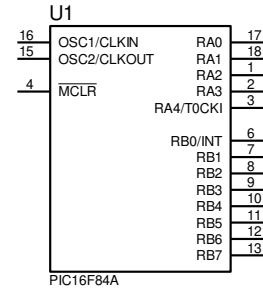 U1
16 OSC1/CLKIN RA0 17
15 OSC2/CLKOUT RA1 18
RA2 1
4 MCLR RA3 2
RA4/T0CKI 3
RB0/INT 6
RB1 7
RB2 8
RB3 9
RB4 10
RB5 11
RB6 12
RB7 13
PIC16F84A